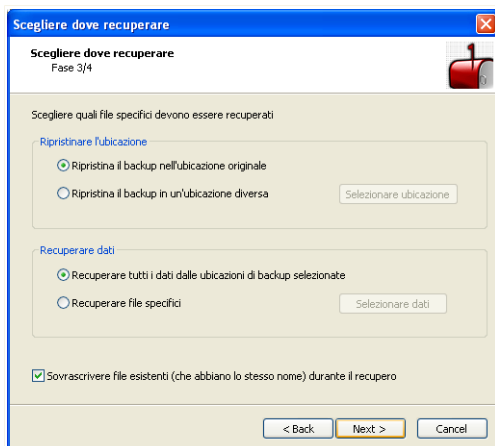 Scegliere dove recuperare
Scegliere dove recuperare
Fase 3/4
Scegliere quali file specifici devono essere recuperati
Ripristinare l'ubicazione
Ripristina il backup nell'ubicazione originale
Ripristina il backup in un'ubicazione diversa
Selezionare ubicazione
Recuperare dati
Recuperare tutti i dati dalle ubicazioni di backup selezionate
Recuperare file specifici
Selezionare dati
Sovrascrivere file esistenti (che abbiano lo stesso nome) durante il recupero
< Back
Next >
Cancel